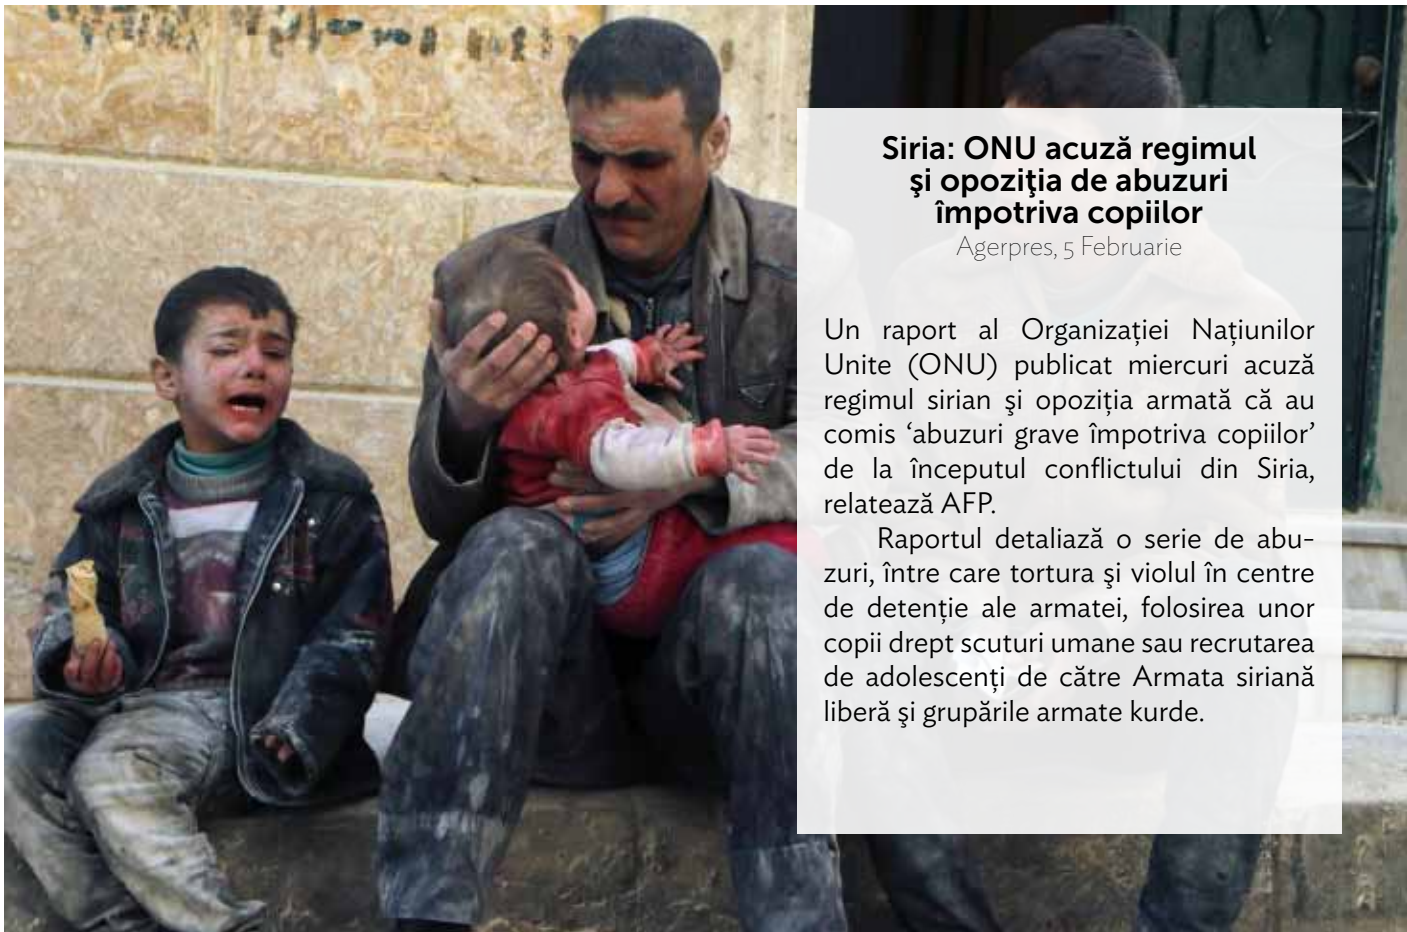 Siria: ONU acuză regimul
şi opoziţia de abuzuri
împotriva copiilor
Agerpres, 5 Februarie
Un raport al Organizației Națiunilor
Unite (ONU) publicat miercuri acuză
regimul sirian şi opoziția armată că au
comis ‘abuzuri grave împotriva copiilor’
de la începutul conflictului din Siria,
relatează AFP.
Raportul detaliază o serie de abu-
zuri, între care tortura şi violul în centre
de detenție ale armatei, folosirea unor
copii drept scuturi umane sau recrutarea
de adolescenți de către Armata siriană
liberă şi grupările armate kurde.